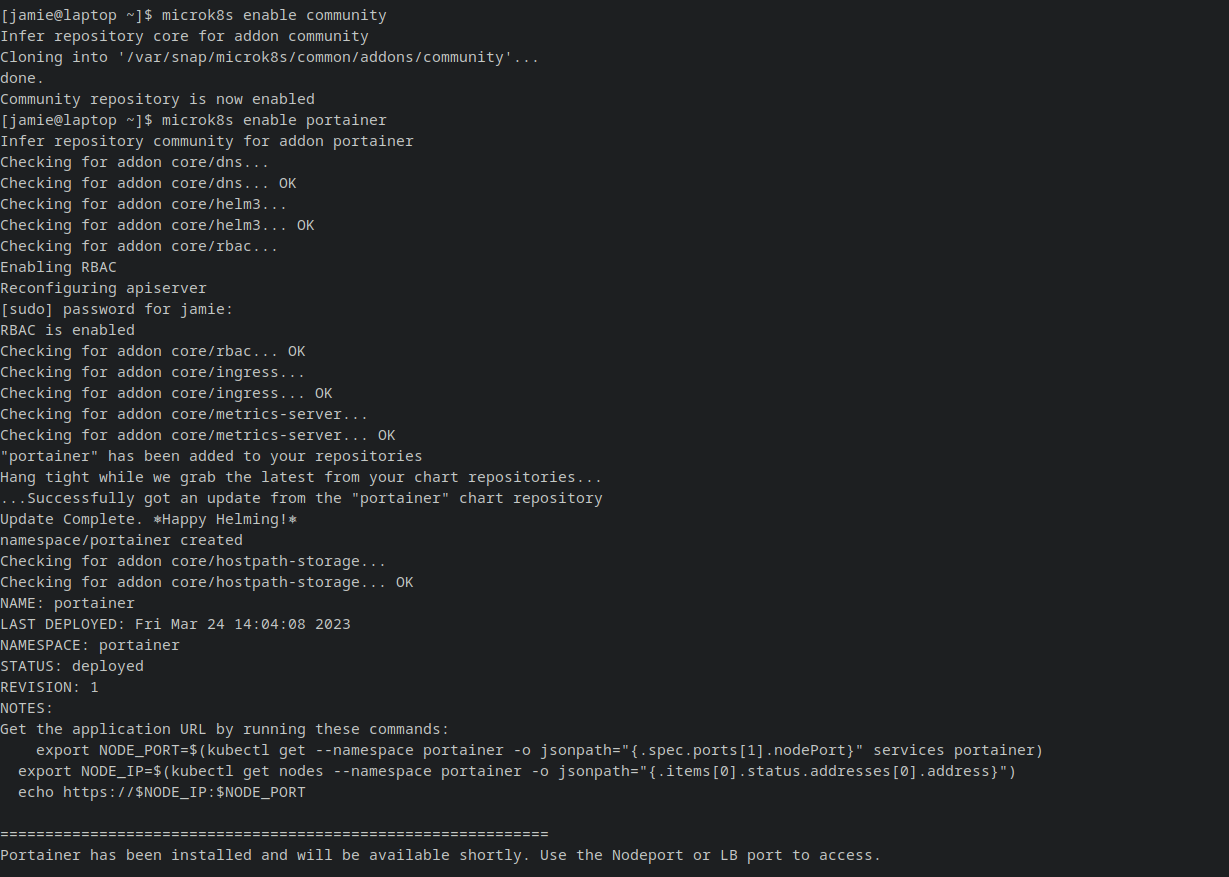 [jamie@laptop ~]$ microk8s enable community
Infer repository core for addon community
Cloning into '/var/snap/microk8s/common/addons/community'...
done.
Community repository is now enabled
[jamie@laptop ~]$ microk8s enable portainer
Infer repository community for addon portainer
Checking for addon core/dns...
Checking for addon core/dns... OK
Checking for addon core/helm3...
Checking for addon core/helm3... OK
Checking for addon core/rbac...
Enabling RBAC
Reconfiguring apiserver
[sudo] password for jamie:
RBAC is enabled
Checking for addon core/rbac... OK
Checking for addon core/ingress...
Checking for addon core/ingress... OK
Checking for addon core/metrics-server...
Checking for addon core/metrics-server... OK
"portainer" has been added to your repositories
Hang tight while we grab the latest from your chart repositories...
...Successfully got an update from the "portainer" chart repository
Update Complete. ⎈Happy Helming!⎈
namespace/portainer created
Checking for addon core/hostpath-storage...
Checking for addon core/hostpath-storage... OK
NAME: portainer
LAST DEPLOYED: Fri Mar 24 14:04:08 2023
NAMESPACE: portainer
STATUS: deployed
REVISION: 1
NOTES:
Get the application URL by running these commands:
    export NODE_PORT=$(kubectl get --namespace portainer -o jsonpath="{.spec.ports[1].nodePort}" services portainer)
  export NODE_IP=$(kubectl get nodes --namespace portainer -o jsonpath="{.items[0].status.addresses[0].address}")
  echo https://$NODE_IP:$NODE_PORT

=============================================================
Portainer has been installed and will be available shortly. Use the Nodeport or LB port to access.